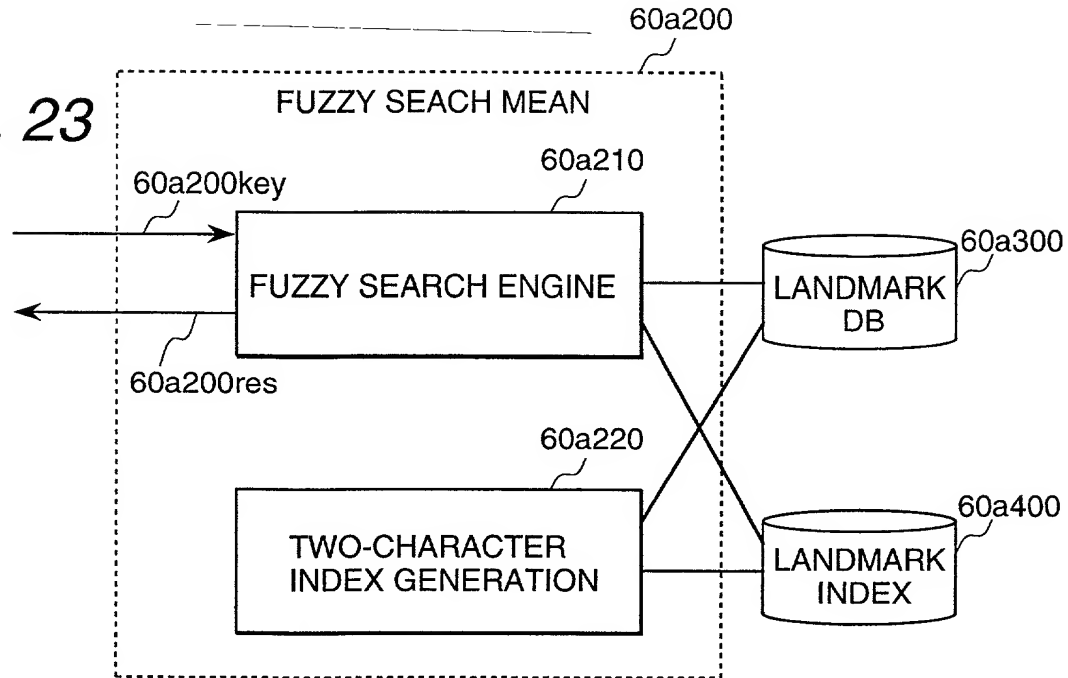 60a200
. 23
FUZZY SEACH MEAN
60a210
60a200key
FUZZY SEARCH ENGINE
60a200res
60a300
LANDMARK
DB
60a220
TWO-CHARACTER
INDEX GENERATION
60a400
LANDMARK
INDEX